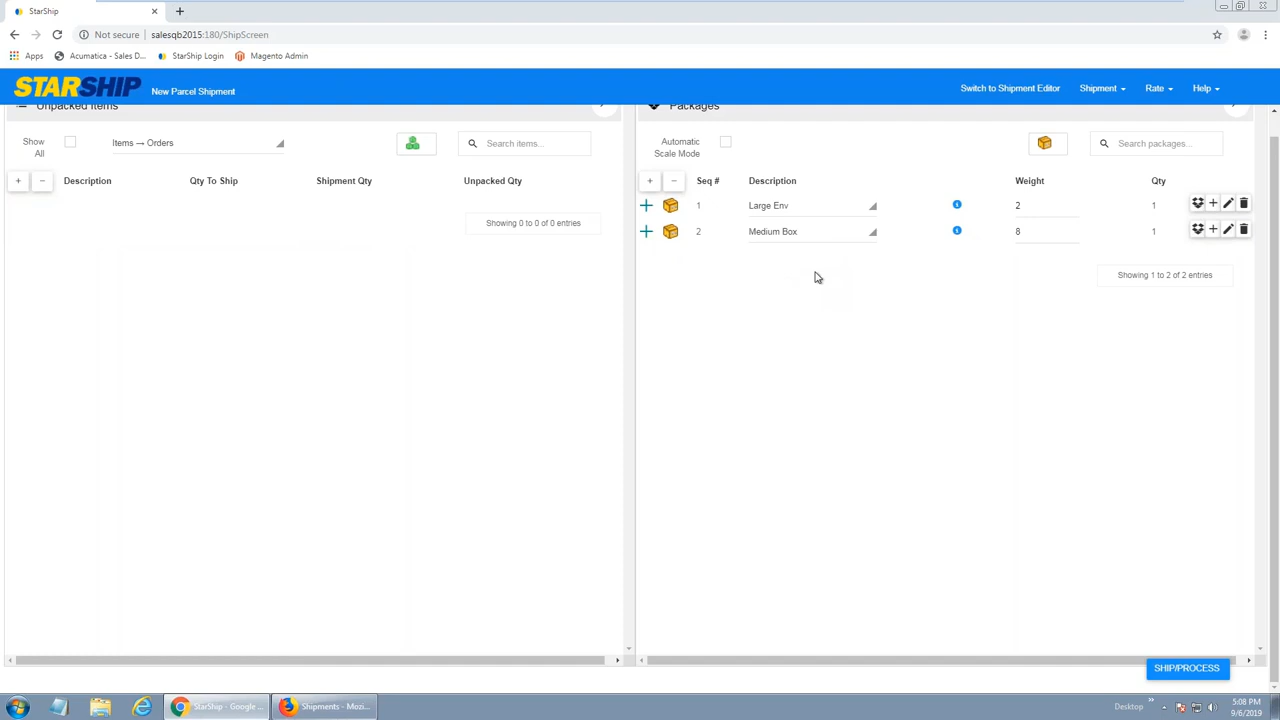 StarShip
Not secure | salesqb2015:180/ShipScreen
Apps Acumatica - Sales D... StarShip Login Magento Admin
STARSHIP New Parcel Shipment Switch to Shipment Editor Shipment Rate Help
Unpacked Items Packages
Show All Items → Orders Search items...
Automatic Scale Mode Search packages...
+ − Description Qty To Ship Shipment Qty Unpacked Qty
Showing 0 to 0 of 0 entries
+ − Seq # Description Weight Qty
1 Large Env 2 1
2 Medium Box 8 1
Showing 1 to 2 of 2 entries
SHIP/PROCESS
StarShip - Google ... Shipments - Mozi... Desktop » 5:08 PM
9/6/2019